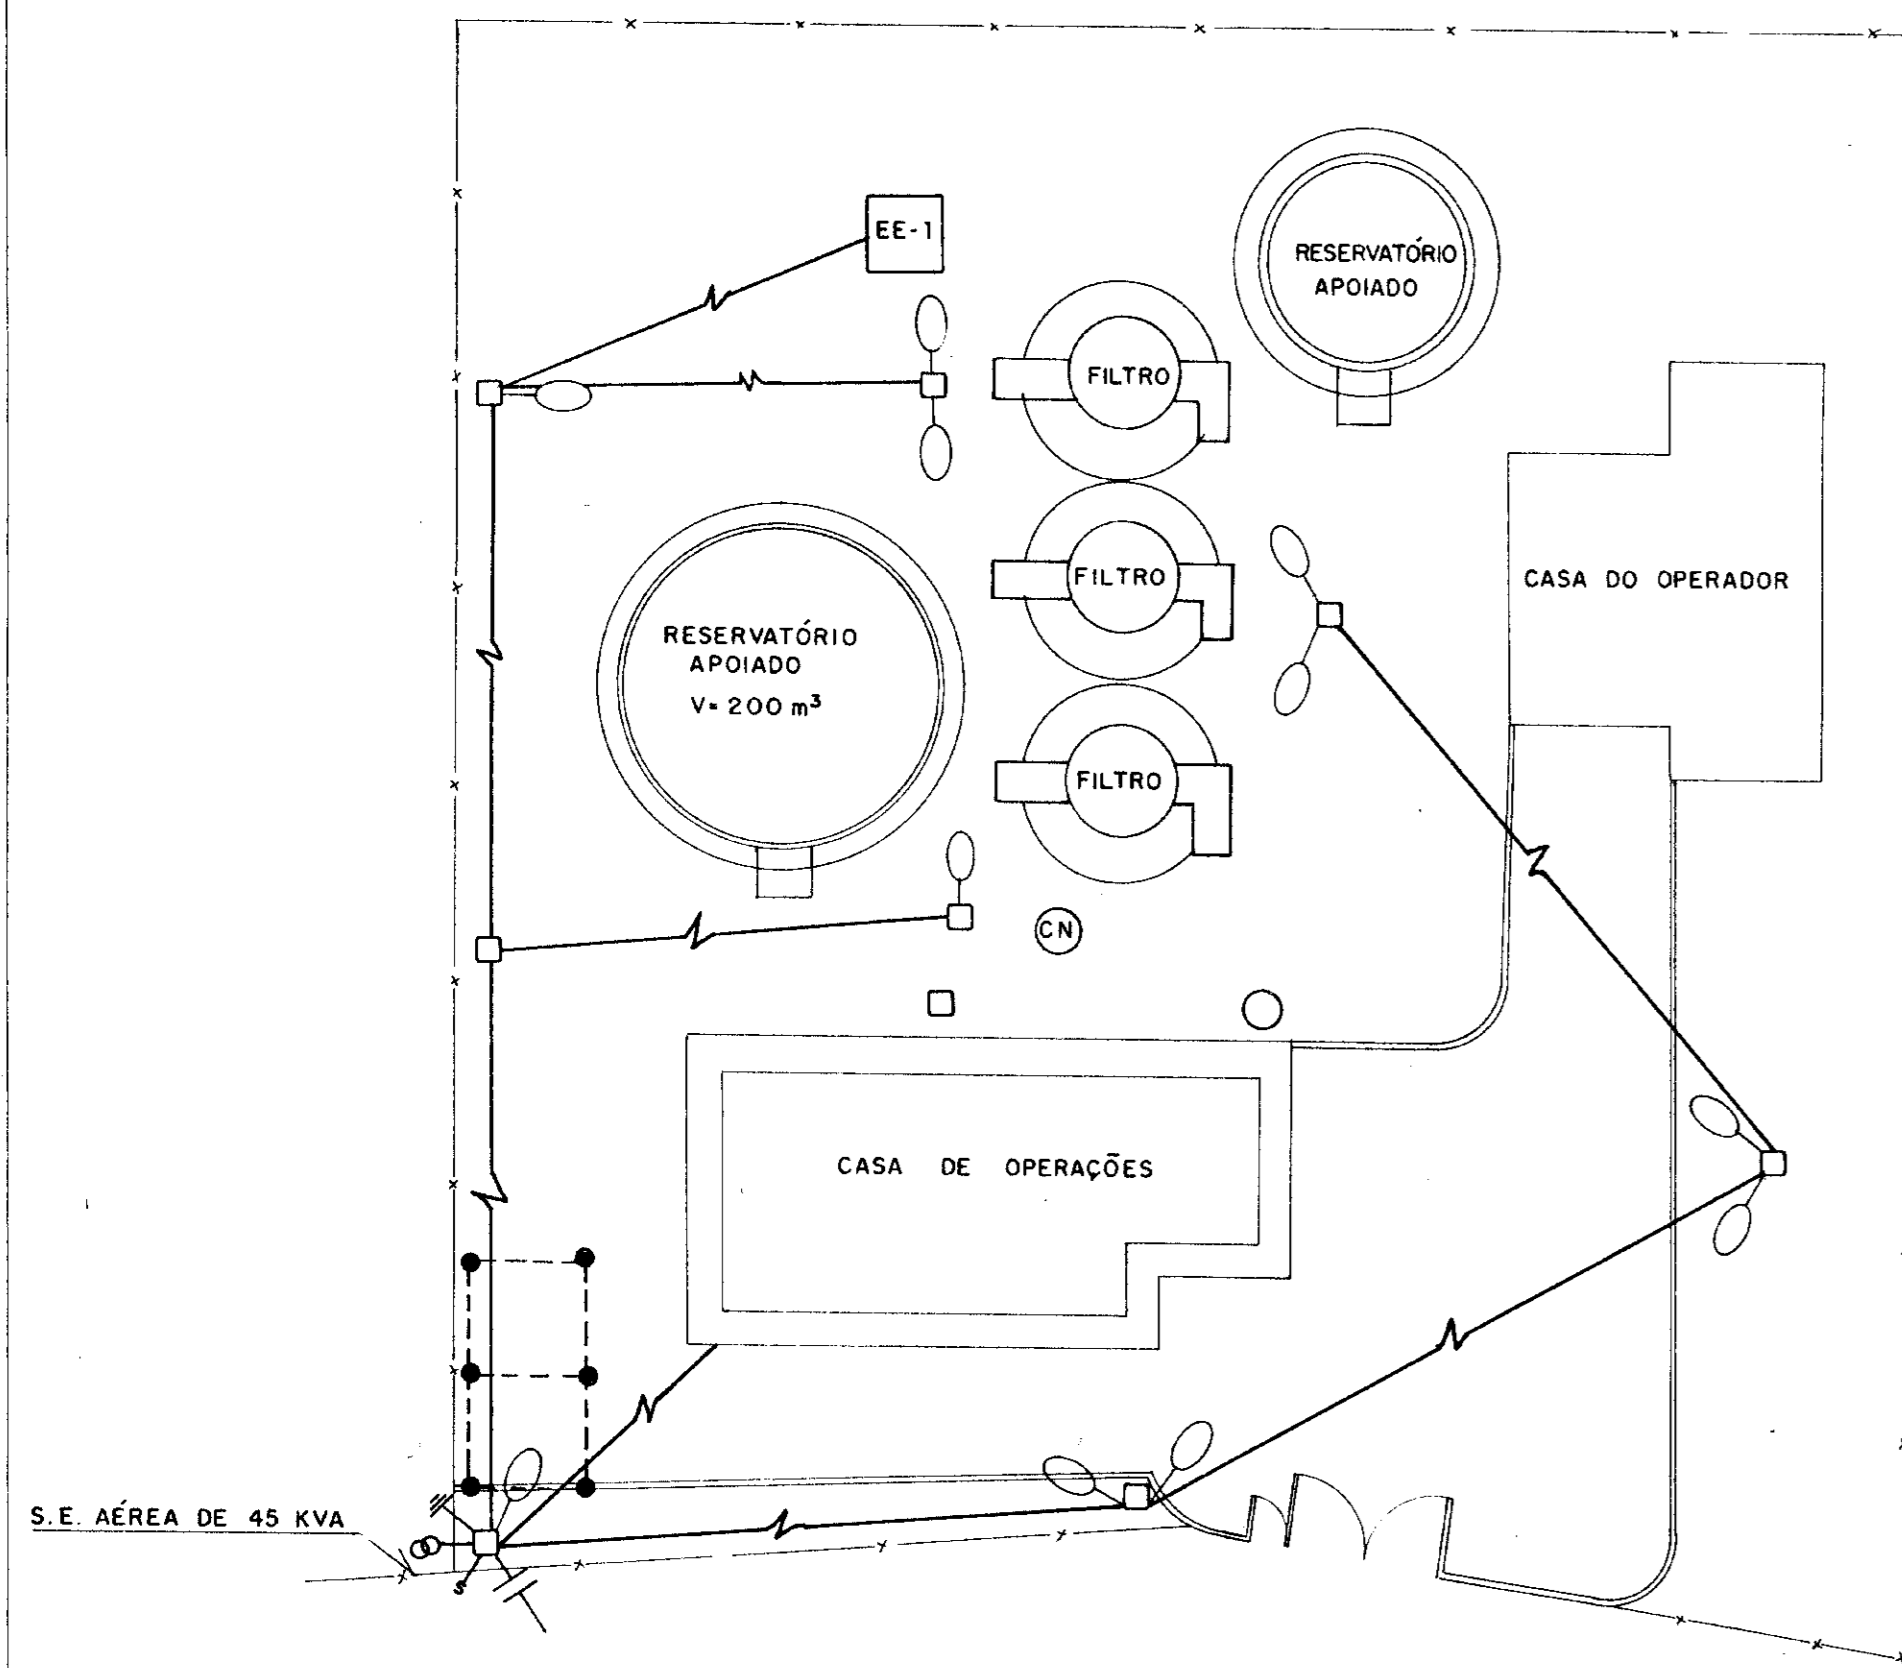 EE-1
RESERVATÓRIO
APOIADO
FILTRO
FILTRO
CASA DO OPERADOR
RESERVATÓRIO
APOIADO
V= 200 m³
FILTRO
CN
CASA DE OPERAÇÕES
S.E. AÉREA DE 45 KVA
S